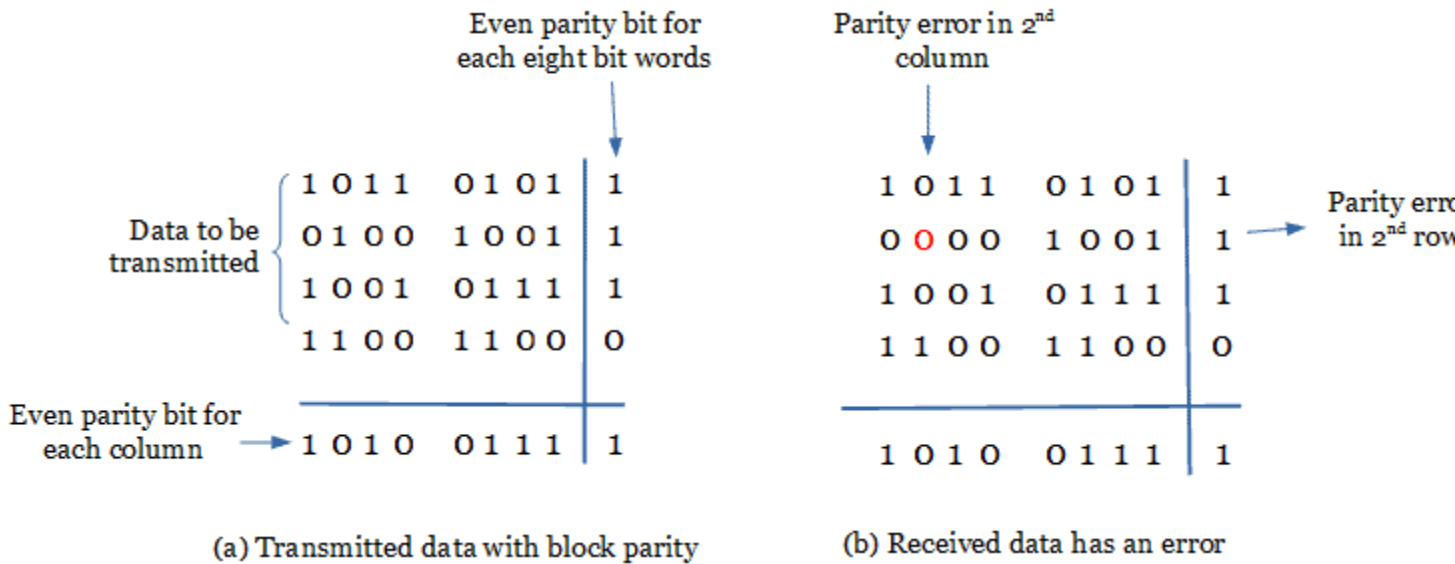 Even parity bit for
each eight bit words
1 0 1 1 0 1 0 1 1
0 1 0 0 1 0 0 1 1
1 0 0 1 0 1 1 1 1
1 1 0 0 1 1 0 0 0
Data to be
transmitted
Even parity bit for
each column
1 0 1 0 0 1 1 1 1
(a) Transmitted data with block parity
Parity error in 2nd
column
1 0 1 1 0 1 0 1 1
0 0 0 0 1 0 0 1 1
1 0 0 1 0 1 1 1 1
1 1 0 0 1 1 0 0 0
Parity erro
in 2nd row
1 0 1 0 0 1 1 1 1
(b) Received data has an error